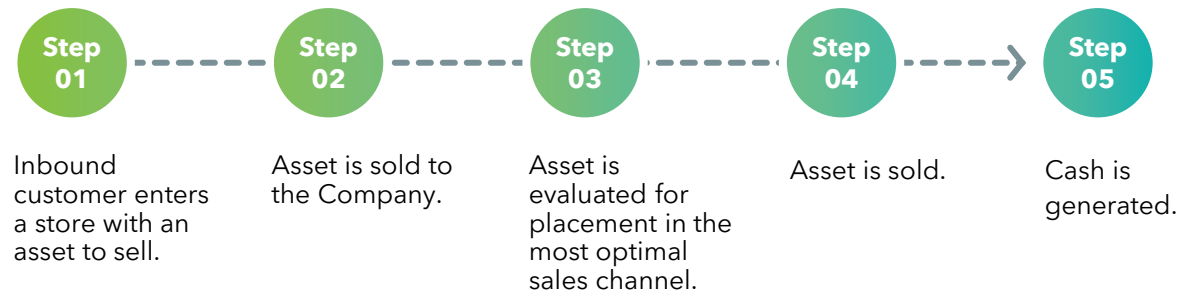 Step
01
Step
02
Step
03
Step
04
Step
05
Inbound
customer enters
a store with an
asset to sell.
Asset is sold to
the Company.
Asset is
evaluated for
placement in the
most optimal
sales channel.
Asset is sold.
Cash is
generated.